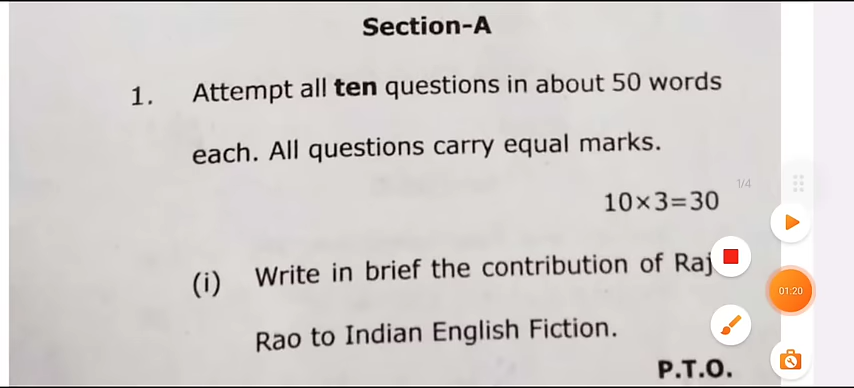 Section-A
1. Attempt all ten questions in about 50 words
each. All questions carry equal marks.
1/4
10×3=30
(i) Write in brief the contribution of Raj
Rao to Indian English Fiction.
01:20
P.T.O.